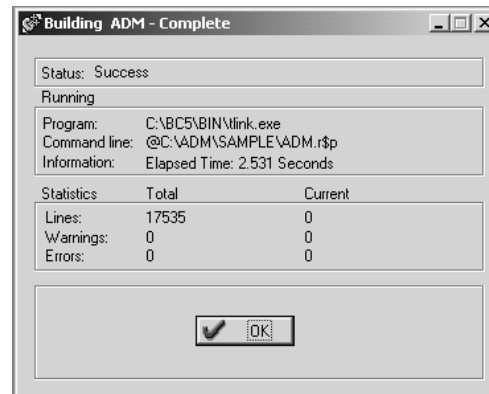 Building ADM - Complete
Status: Success
Running
Program: C:\BC5\BIN\tlink.exe
Command line: @C:\ADM\SAMPLE\ADM.r$p
Information: Elapsed Time: 2.531 Seconds
Statistics Total Current
Lines: 17535 0
Warnings: 0 0
Errors: 0 0
OK